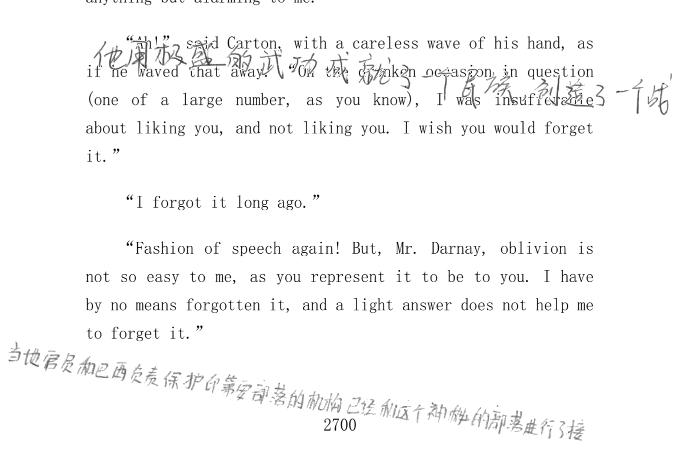 anything but alarming to me.”
“Ah!” said Carton, with a careless wave of his hand, as
他用极盛的武功成就了一个帝院,创造了一个时
if he waved that away. “On the drunken occasion in question
(one of a large number, as you know), I was insufferable
about liking you, and not liking you. I wish you would forget
it.”
“I forgot it long ago.”
“Fashion of speech again! But, Mr. Darnay, oblivion is
not so easy to me, as you represent it to be to you. I have
by no means forgotten it, and a light answer does not help me
to forget it.”
当地官员和巴西负责保护印第安部落的机构已经和这个神秘的部落进行了接
2700